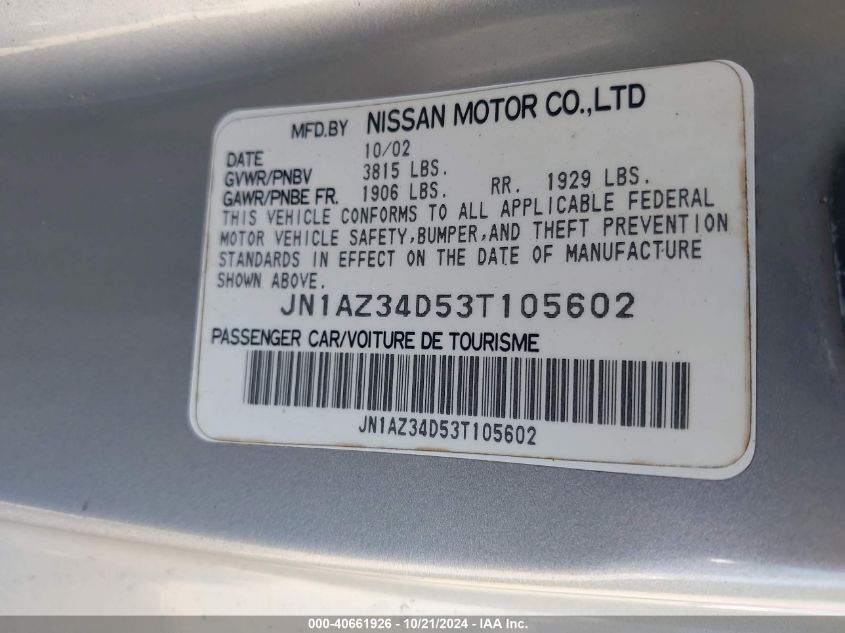 MFD.BY NISSAN MOTOR CO.,LTD
DATE 10/02
GVWR/PNBV 3815 LBS.
GAWR/PNBE FR. 1906 LBS. RR. 1929 LBS.
THIS VEHICLE CONFORMS TO ALL APPLICABLE FEDERAL
MOTOR VEHICLE SAFETY,BUMPER,AND THEFT PREVENTION
STANDARDS IN EFFECT ON THE DATE OF MANUFACTURE
SHOWN ABOVE.
JN1AZ34D53T105602
PASSENGER CAR/VOITURE DE TOURISME
JN1AZ34D53T105602
000-40661926 - 10/21/2024 - IAA Inc.